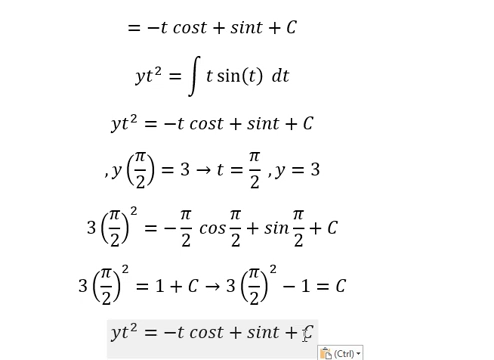 = −t cost + sint + C
yt² = ∫ t sin(t) dt
yt² = −t cost + sint + C
, y(π/2) = 3 → t = π/2 , y = 3
3(π/2)² = −π/2 cos π/2 + sin π/2 + C
3(π/2)² = 1 + C → 3(π/2)² − 1 = C
yt² = −t cost + sint + C
(Ctrl)